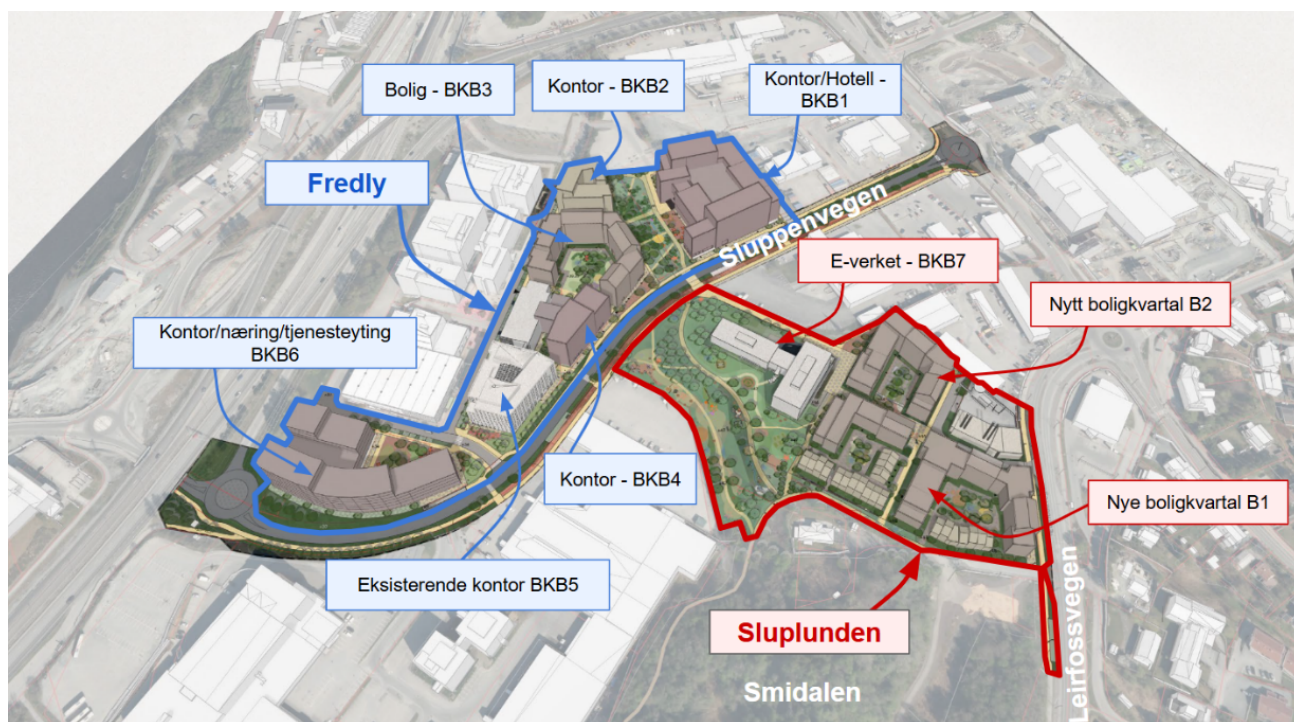 Bolig - BKB3
Kontor - BKB2
Kontor/Hotell -
BKB1
Fredly
Sluppenvegen
E-verket - BKB7
Nytt boligkvartal B2
Kontor/næring/tjenesteyting
BKB6
Kontor - BKB4
Nye boligkvartal B1
Eksisterende kontor BKB5
Sluplunden
Smidalen
Leirfossvegen